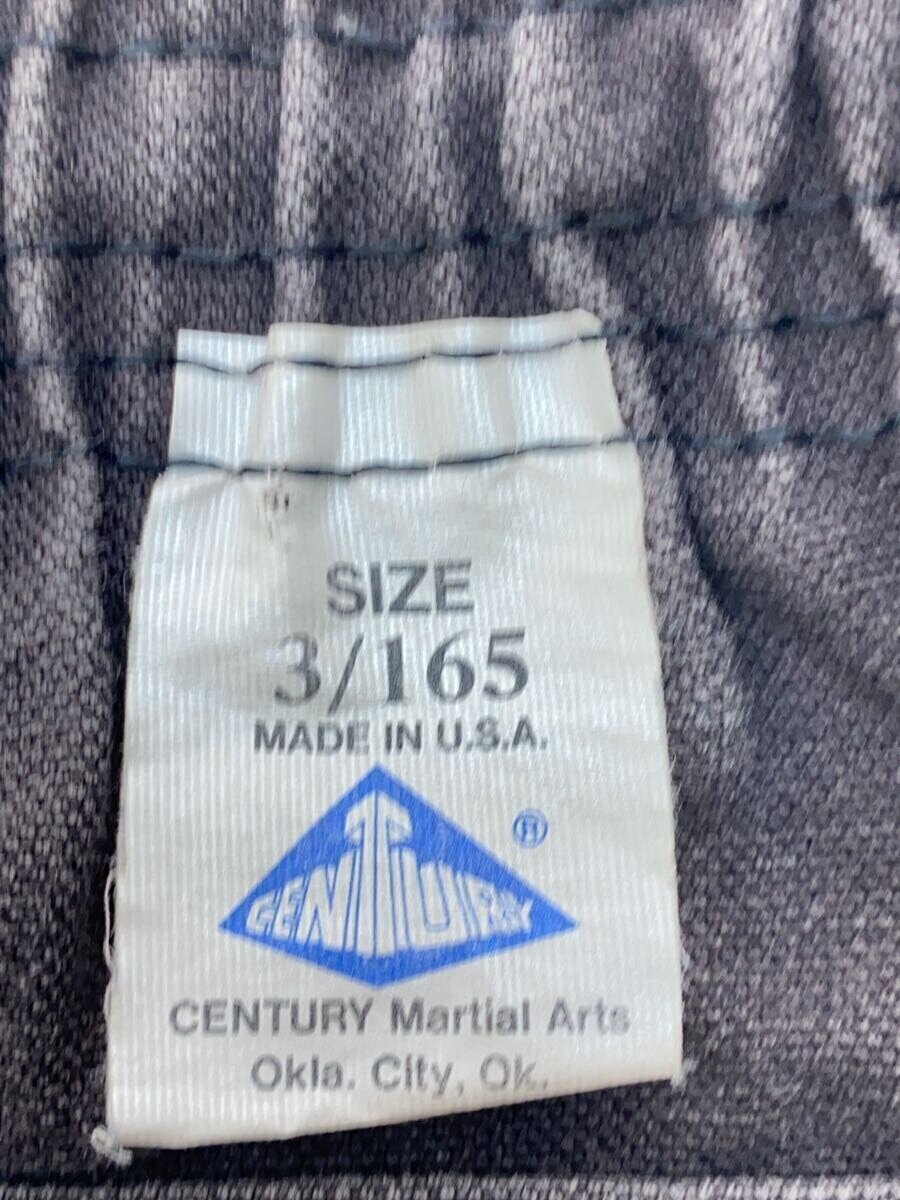 SIZE
3/165
MADE IN U.S.A.
CENTURY ®
CENTURY Martial Arts
Okla. City, Ok.